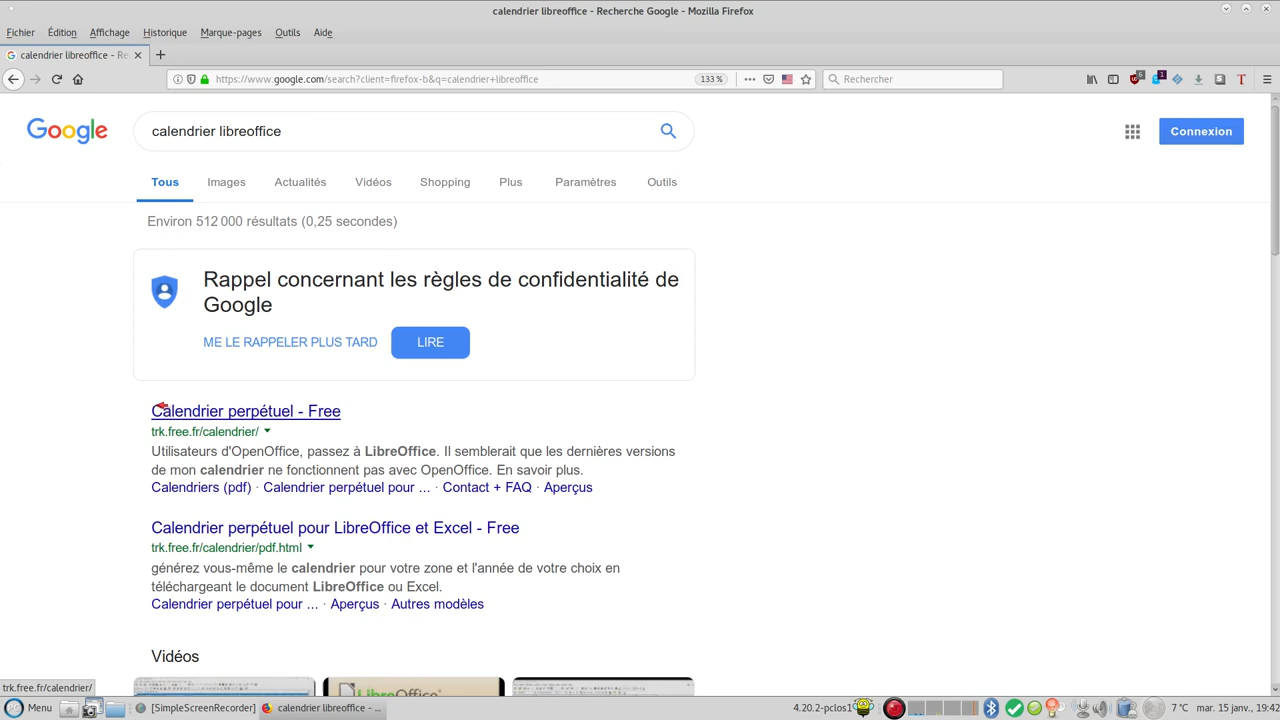 calendrier libreoffice - Recherche Google - Mozilla Firefox
Fichier Édition Affichage Historique Marque-pages Outils Aide
calendrier libreoffice - Re
https://www.google.com/search?client=firefox-b&q=calendrier+libreoffice 133 % Rechercher
6 1
Google calendrier libreoffice Connexion
Tous Images Actualités Vidéos Shopping Plus Paramètres Outils
Environ 512 000 résultats (0,25 secondes)
Rappel concernant les règles de confidentialité de
Google
ME LE RAPPELER PLUS TARD LIRE
Calendrier perpétuel - Free
trk.free.fr/calendrier/
Utilisateurs d'OpenOffice, passez à LibreOffice. Il semblerait que les dernières versions
de mon calendrier ne fonctionnent pas avec OpenOffice. En savoir plus.
Calendriers (pdf) · Calendrier perpétuel pour ... · Contact + FAQ · Aperçus
Calendrier perpétuel pour LibreOffice et Excel - Free
trk.free.fr/calendrier/pdf.html
générez vous-même le calendrier pour votre zone et l'année de votre choix en
téléchargeant le document LibreOffice ou Excel.
Calendrier perpétuel pour ... · Aperçus · Autres modèles
Vidéos
LibreOffice
trk.free.fr/calendrier/
Menu [SimpleScreenRecorder] calendrier libreoffice - ... 4.20.2-pclos1 7 °C mar. 15 janv., 19:4